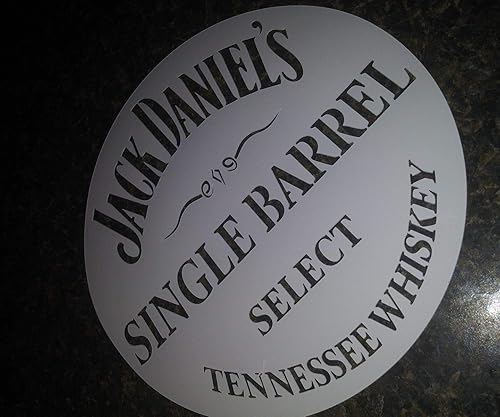 JACK DANIEL'S
SINGLE BARREL
SELECT
TENNESSEE WHISKEY